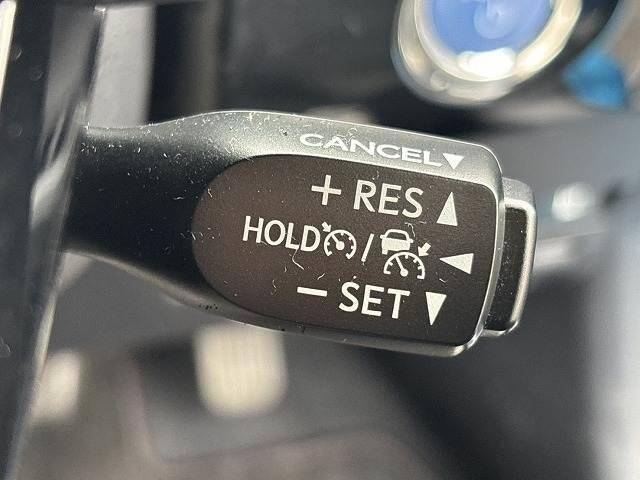 CANCEL▼
+ RES ▲
HOLD / ◀
− SET ▼